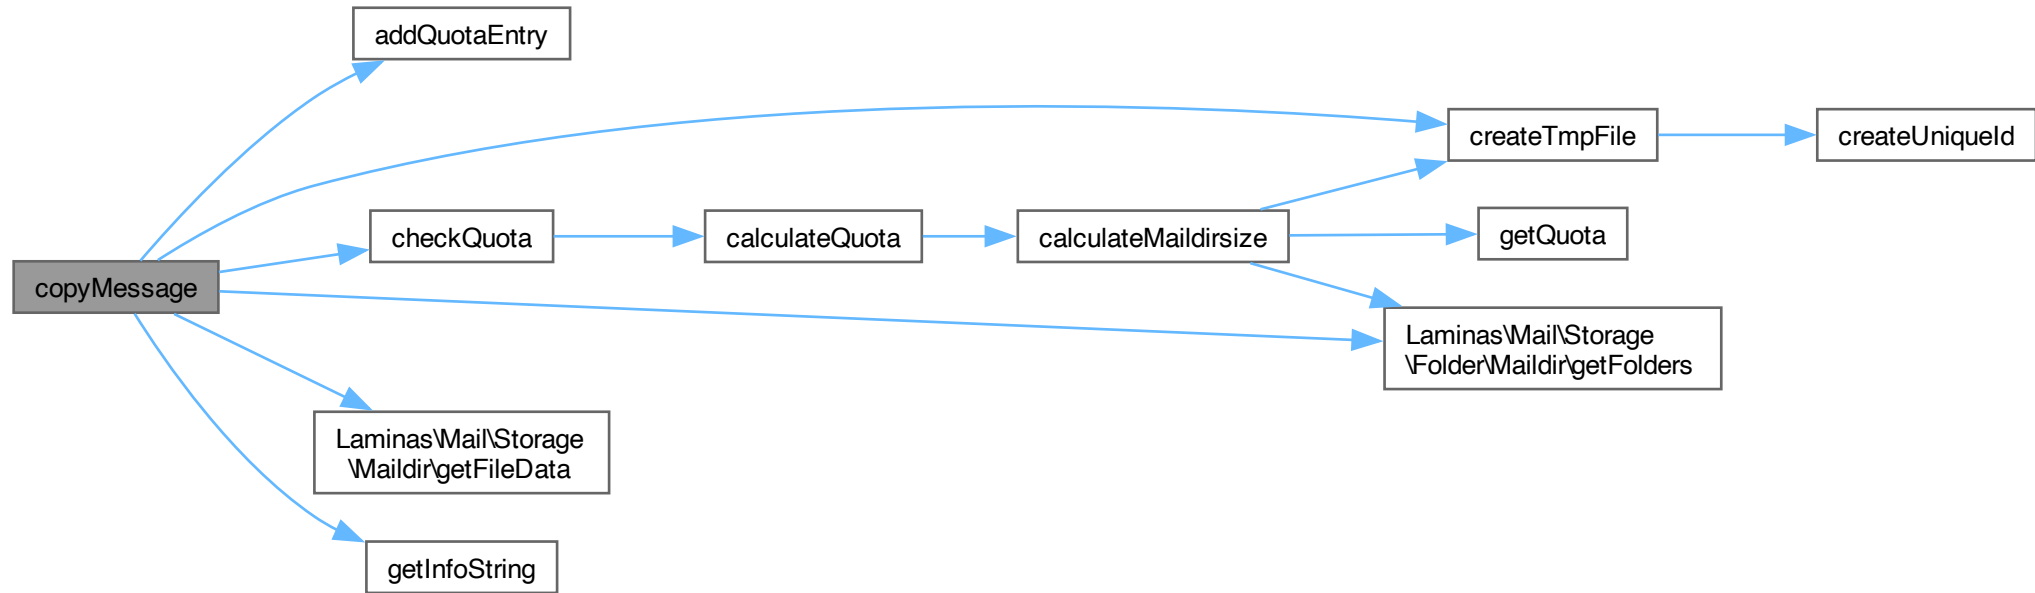 addQuotaEntry
createTmpFile
createUniqueId
checkQuota
calculateQuota
calculateMaildirsize
getQuota
copyMessage
Laminas\Mail\Storage
\Folder\Maildir\getFolders
Laminas\Mail\Storage
\Maildir\getFileData
getInfoString